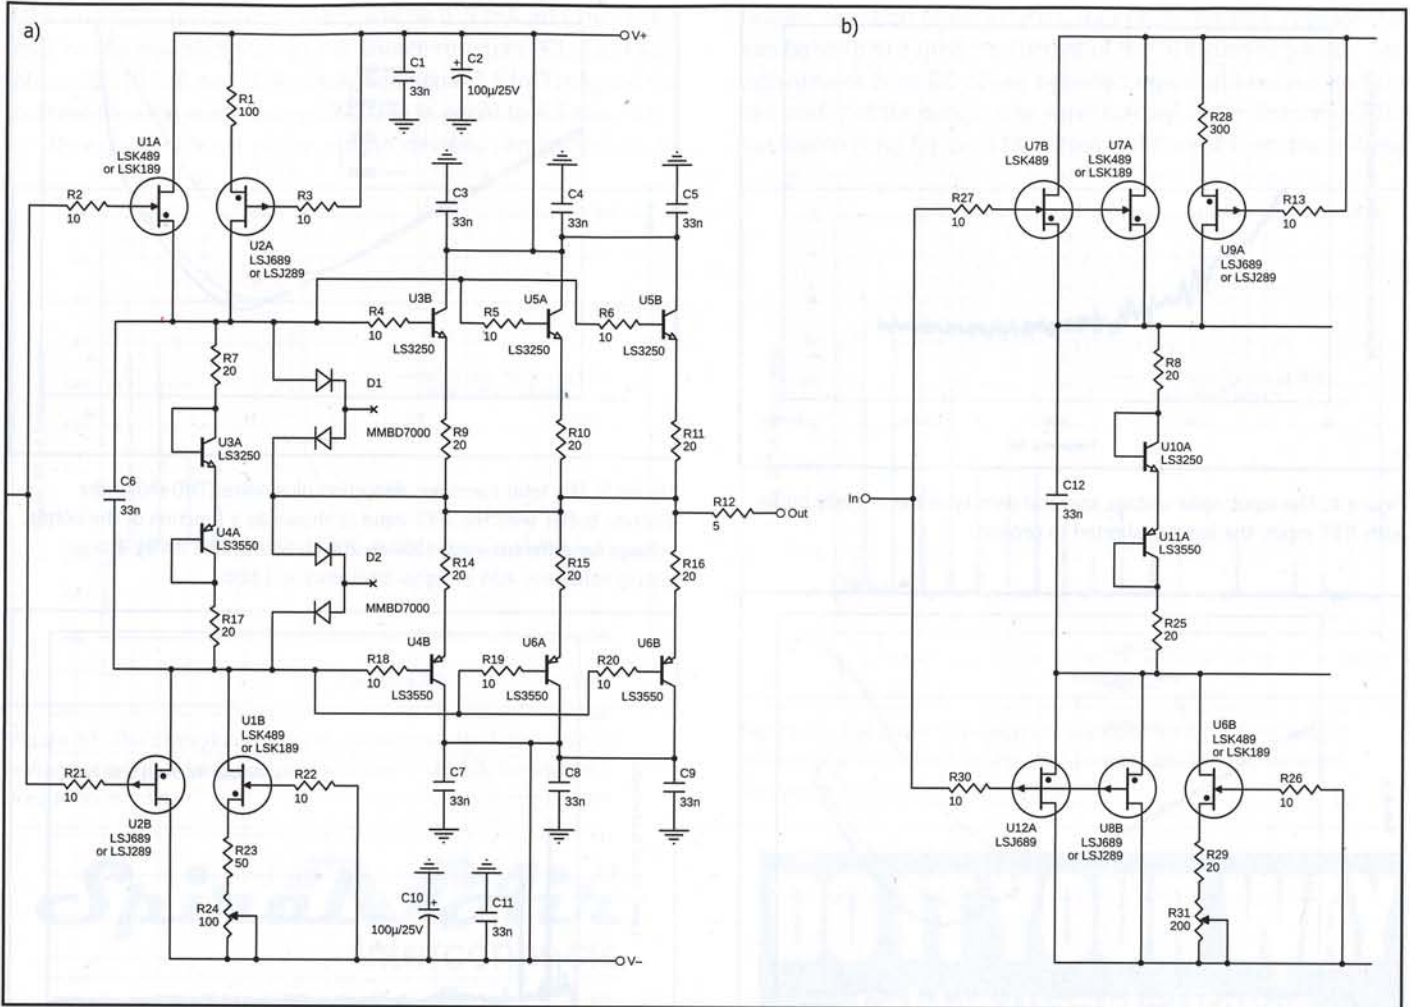 a)
V+
C1
33n
C2
+
100µ/25V
R1
100
U1A
LSK489
or LSK189
R2
10
R3
10
U2A
LSJ689
or LSJ289
C3
33n
C4
33n
C5
33n
R4
10
U3B
LS3250
R5
10
U5A
LS3250
R6
10
U5B
LS3250
R7
20
D1
MMBD7000
U3A
LS3250
R9
20
R10
20
R11
20
C6
33n
R12
5
Out
U4A
LS3550
D2
MMBD7000
R14
20
R15
20
R16
20
R17
20
R18
10
U4B
LS3550
R19
10
U6A
LS3550
R20
10
U6B
LS3550
U1B
LSK489
or LSK189
R21
10
R22
10
U2B
LSJ689
or LSJ289
C7
33n
C8
33n
C9
33n
R23
50
R24
100
C10
+
100µ/25V
C11
33n
V–
b)
R28
300
U7B
LSK489
U7A
LSK489
or LSK189
R27
10
R13
10
U9A
LSJ689
or LSJ289
R8
20
U10A
LS3250
In
C12
33n
U11A
LS3550
R25
20
U6B
LSK489
or LSK189
R30
10
R26
10
U12A
LSJ689
U8B
LSJ689
or LSJ289
R29
20
R31
200